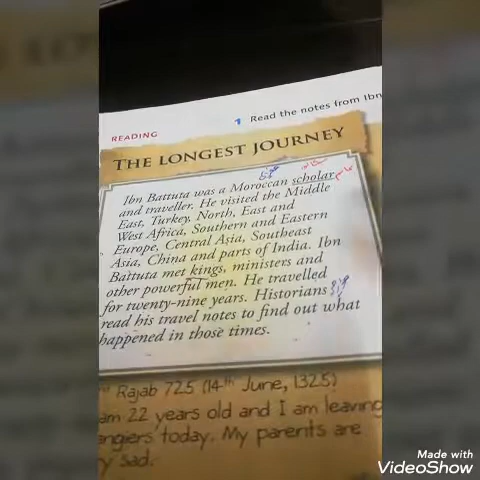 1 Read the notes from Ibn
READING
THE LONGEST JOURNEY
Ibn Battuta was a Moroccan scholar
and traveller. He visited the Middle
East, Turkey. North, East and
West Africa, Southern and Eastern
Europe, Central Asia, Southeast
Asia, China and parts of India. Ibn
Battuta met kings, ministers and
other powerful men. He travelled
for twenty-nine years. Historians
read his travel notes to find out what
happened in those times.
Rajab 725 (14th June, 1325)
am 22 years old and I am leaving
today. My parents are
sad.
Made with
VideoShow